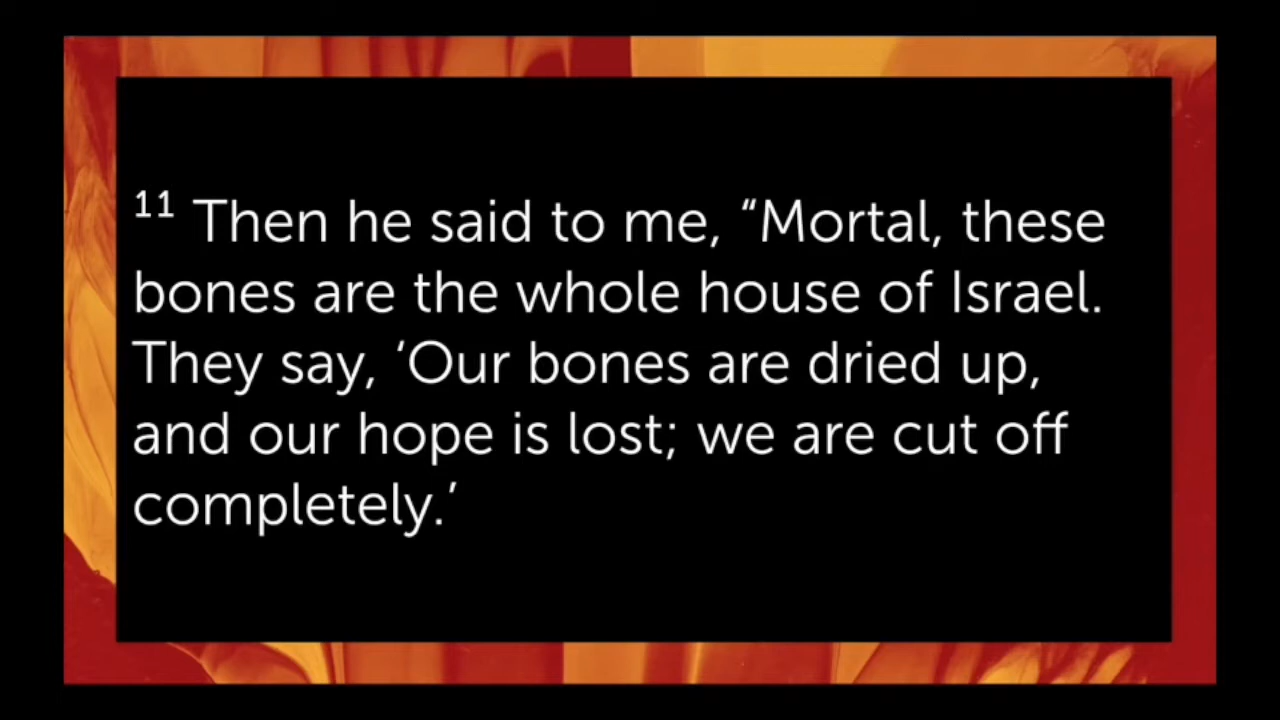 11 Then he said to me, “Mortal, these
bones are the whole house of Israel.
They say, ‘Our bones are dried up,
and our hope is lost; we are cut off
completely.’